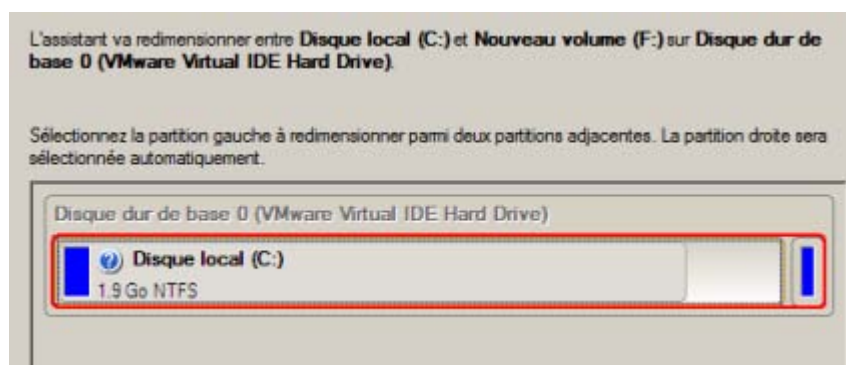 L'assistant va redimensionner entre Disque local (C:) et Nouveau volume (F:) sur Disque dur de
base 0 (VMware Virtual IDE Hard Drive).
Sélectionnez la partition gauche à redimensionner parmi deux partitions adjacentes. La partition droite sera
sélectionnée automatiquement.
Disque dur de base 0 (VMware Virtual IDE Hard Drive)
Disque local (C:)
1.9 Go NTFS